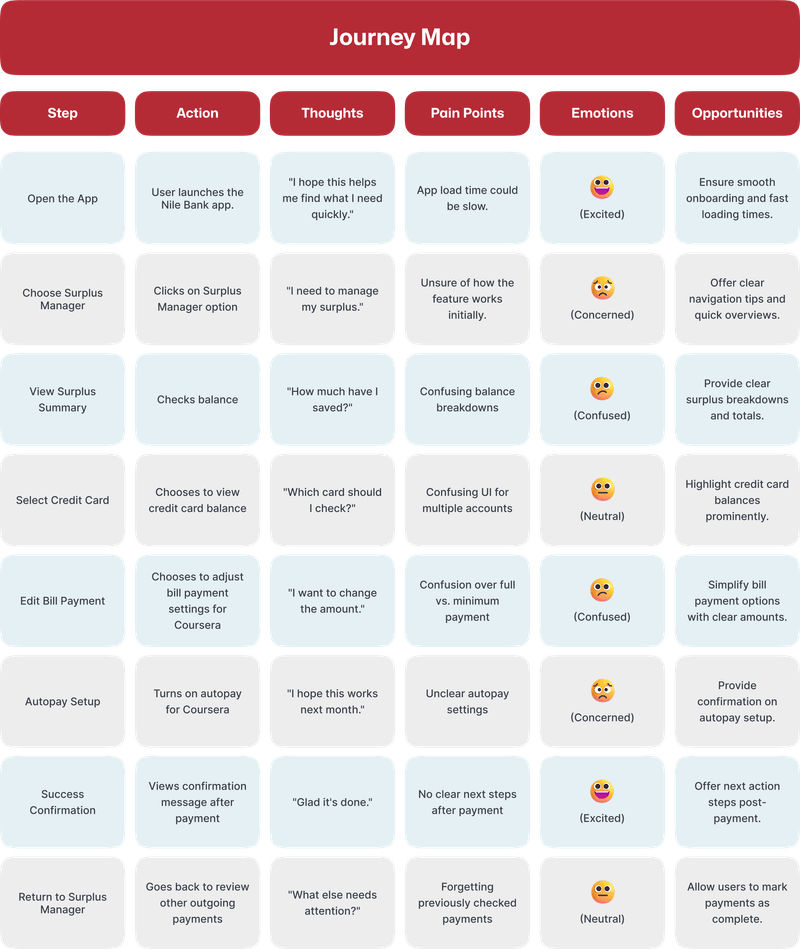 Journey Map
Step
Action
Thoughts
Pain Points
Emotions
Opportunities
Open the App
User launches the
Nile Bank app.
"I hope this helps
me find what I need
quickly."
App load time could
be slow.
(Excited)
Ensure smooth
onboarding and fast
loading times.
Choose Surplus
Manager
Clicks on Surplus
Manager option
"I need to manage
my surplus."
Unsure of how the
feature works
initially.
(Concerned)
Offer clear
navigation tips and
quick overviews.
View Surplus
Summary
Checks balance
"How much have I
saved?"
Confusing balance
breakdowns
(Confused)
Provide clear
surplus breakdowns
and totals.
Select Credit Card
Chooses to view
credit card balance
"Which card should
I check?"
Confusing UI for
multiple accounts
(Neutral)
Highlight credit card
balances
prominently.
Edit Bill Payment
Chooses to adjust
bill payment
settings for
Coursera
"I want to change
the amount."
Confusion over full
vs. minimum
payment
(Confused)
Simplify bill
payment options
with clear amounts.
Autopay Setup
Turns on autopay
for Coursera
"I hope this works
next month."
Unclear autopay
settings
(Concerned)
Provide
confirmation on
autopay setup.
Success
Confirmation
Views confirmation
message after
payment
"Glad it's done."
No clear next steps
after payment
(Excited)
Offer next action
steps post-
payment.
Return to Surplus
Manager
Goes back to review
other outgoing
payments
"What else needs
attention?"
Forgetting
previously checked
payments
(Neutral)
Allow users to mark
payments as
complete.